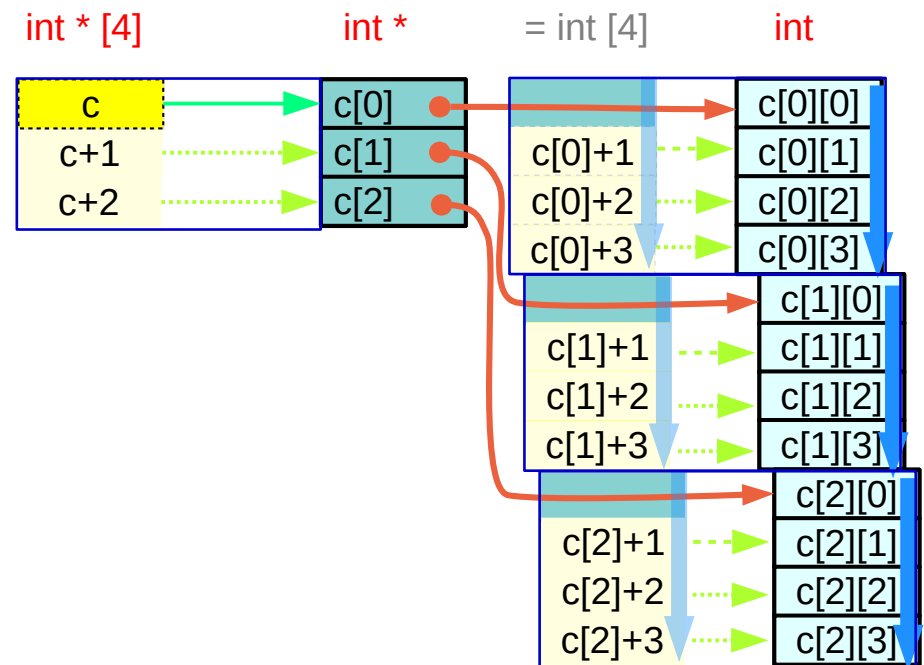 int * [4] int * = int [4] int
c c[0] c[0][0]
c+1 c[1] c[0]+1 c[0][1]
c+2 c[2] c[0]+2 c[0][2]
c[0]+3 c[0][3]
c[1][0]
c[1]+1 c[1][1]
c[1]+2 c[1][2]
c[1]+3 c[1][3]
c[2][0]
c[2]+1 c[2][1]
c[2]+2 c[2][2]
c[2]+3 c[2][3]